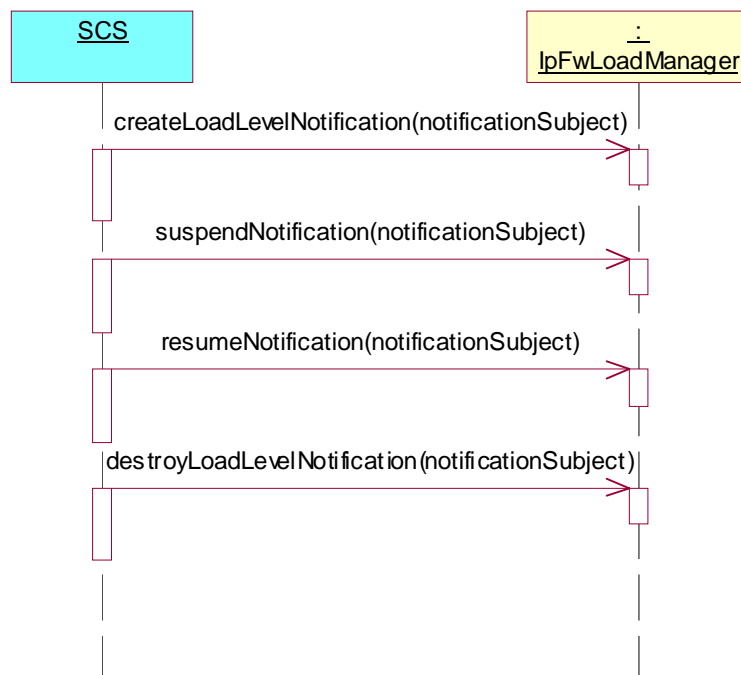 SCS
:
IpFwLoadManager
createLoadLevelNotification(notificationSubject)
suspendNotification(notificationSubject)
resumeNotification(notificationSubject)
destroyLoadLevelNotification(notificationSubject)